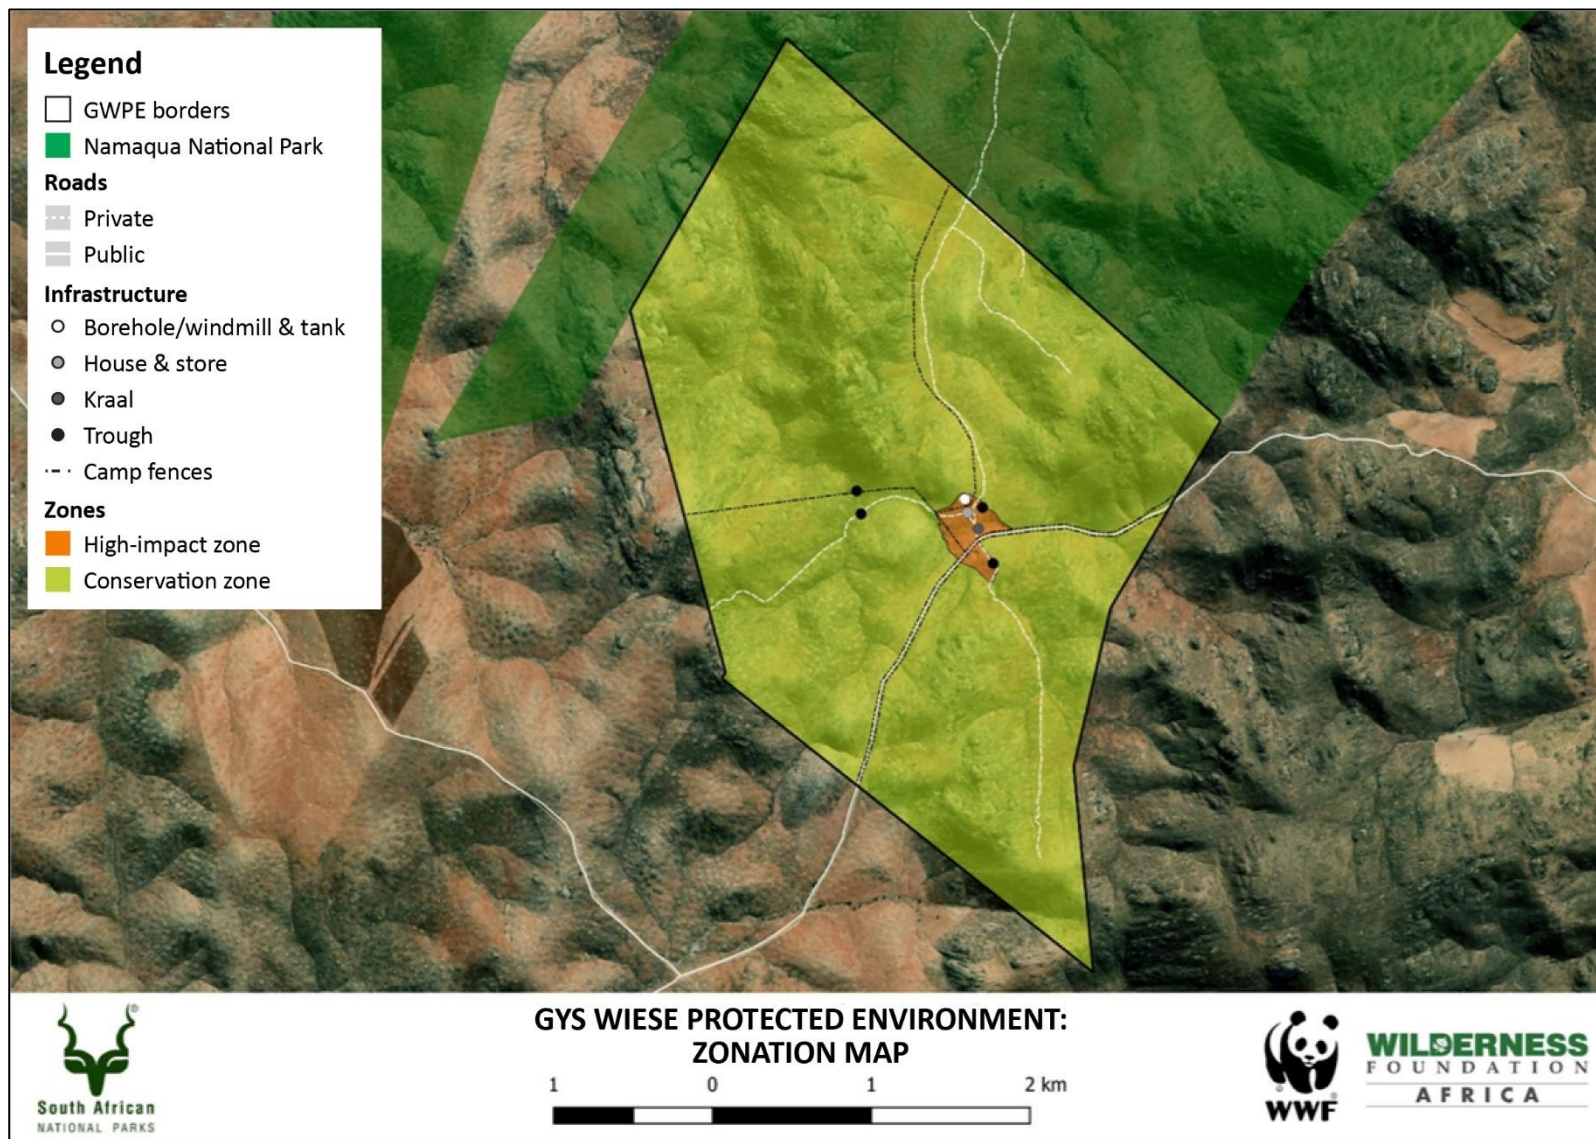 Legend
GWPE borders
Namaqua National Park
Roads
Private
Public
Infrastructure
Borehole/windmill & tank
House & store
Kraal
Trough
Camp fences
Zones
High-impact zone
Conservation zone
South African
NATIONAL PARKS
GYS WIESE PROTECTED ENVIRONMENT:
ZONATION MAP
1 0 1 2 km
WWF
WILDERNESS
FOUNDATION
AFRICA